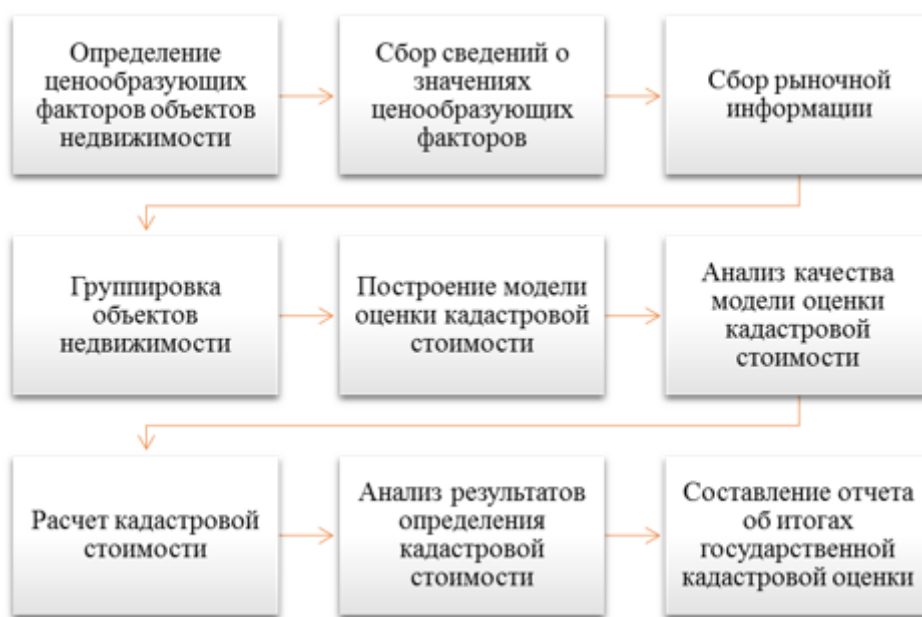 Определение
ценообразующих
факторов объектов
недвижимости
Сбор сведений о
значениях
ценообразующих
факторов
Сбор рыночной
информации
Группировка
объектов
недвижимости
Построение модели
оценки кадастровой
стоимости
Анализ качества
модели оценки
кадастровой
стоимости
Расчет кадастровой
стоимости
Анализ результатов
определения
кадастровой
стоимости
Составление отчета
об итогах
государственной
кадастровой оценки